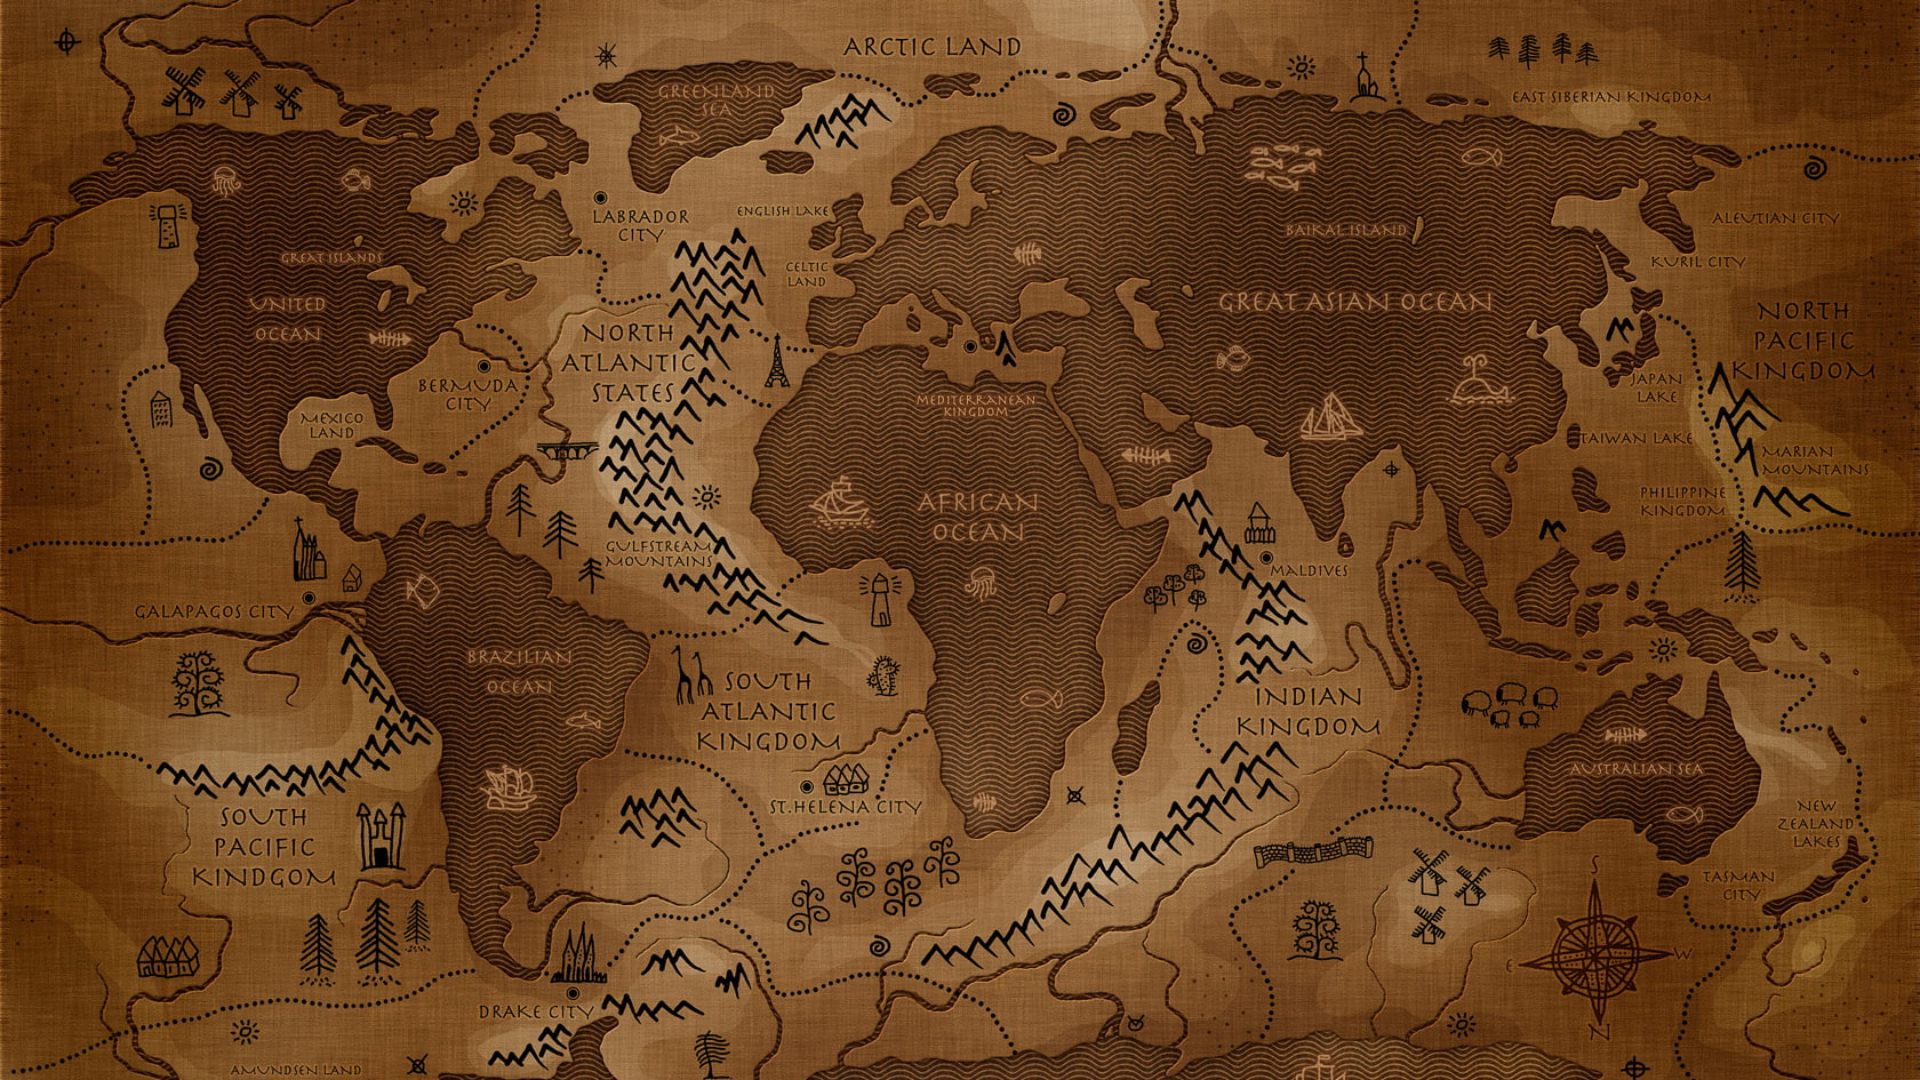 ARCTIC LAND
GREENLAND
SEA
EAST SIBERIAN KINGDOM
LABRADOR
CITY
ENGLISH LAKE
ALEUTIAN CITY
BAIKAL ISLAND
GREAT ISLANDS
CELTIC
LAND
KURIL CITY
UNITED
OCEAN
GREAT ASIAN OCEAN
NORTH
PACIFIC
KINGDOM
NORTH
ATLANTIC
STATES
BERMUDA
CITY
JAPAN
LAKE
MEXICO
LAND
MEDITERRANEAN
KINGDOM
TAIWAN LAKE
MARIAN
MOUNTAINS
AFRICAN
OCEAN
PHILIPPINE
KINGDOM
GULFSTREAM
MOUNTAINS
MALDIVES
GALAPAGOS CITY
BRAZILIAN
OCEAN
SOUTH
ATLANTIC
KINGDOM
INDIAN
KINGDOM
AUSTRALIAN SEA
ST.HELENA CITY
SOUTH
PACIFIC
KINDGOM
NEW
ZEALAND
LAKES
TASMAN
CITY
S
E
W
N
DRAKE CITY
AMUNDSEN LAND